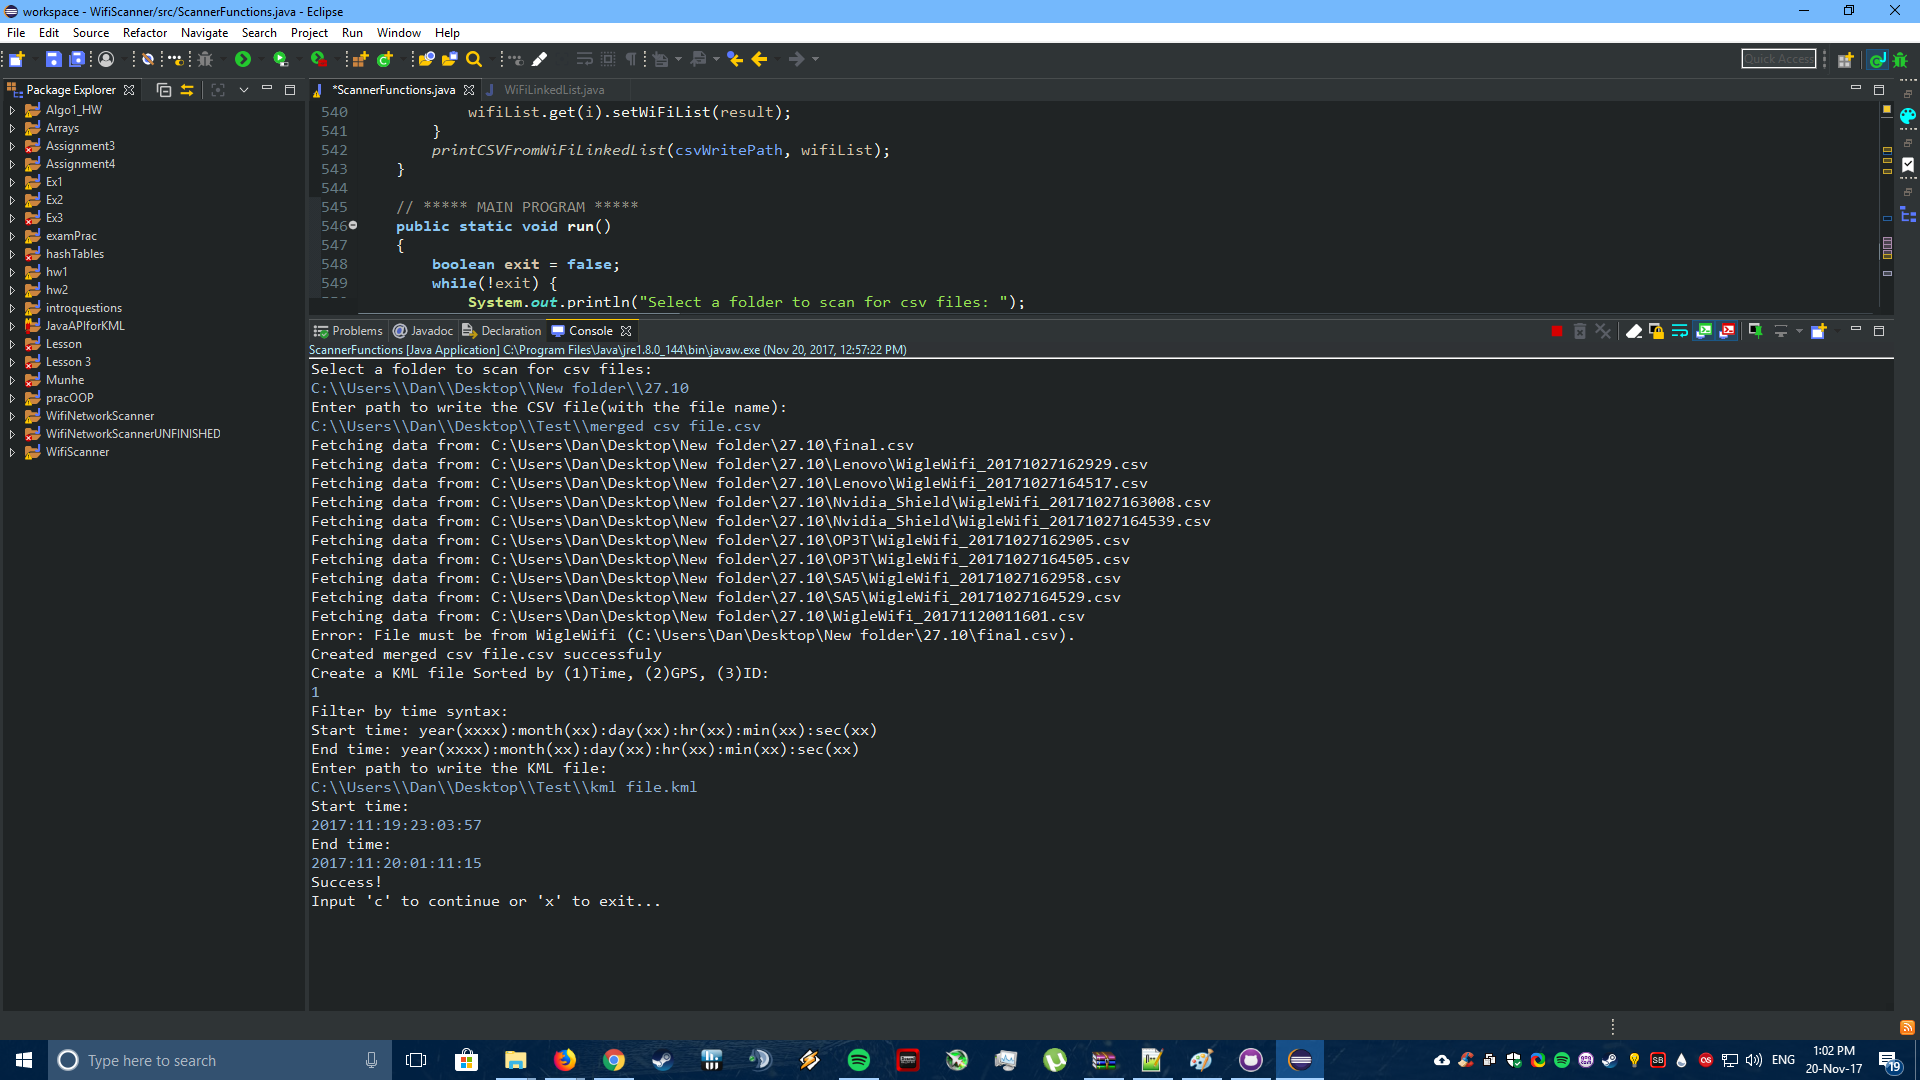 workspace - WifiScanner/src/ScannerFunctions.java - Eclipse
File Edit Source Refactor Navigate Search Project Run Window Help
Quick Access
Package Explorer
*ScannerFunctions.java
WiFiLinkedList.java
Algo1_HW
Arrays
Assignment3
Assignment4
Ex1
Ex2
Ex3
examPrac
hashTables
hw1
hw2
introquestions
JavaAPIforKML
Lesson
Lesson 3
Munhe
pracOOP
WifiNetworkScanner
WifiNetworkScannerUNFINISHED
WifiScanner
540 wifiList.get(i).setWiFiList(result);
541 }
542 printCSVFromWiFiLinkedList(csvWritePath, wifiList);
543 }
544
545 // ***** MAIN PROGRAM *****
546 public static void run()
547 {
548 boolean exit = false;
549 while(!exit) {
System.out.println("Select a folder to scan for csv files: ");
Problems Javadoc Declaration Console
ScannerFunctions [Java Application] C:\Program Files\Java\jre1.8.0_144\bin\javaw.exe (Nov 20, 2017, 12:57:22 PM)
Select a folder to scan for csv files:
C:\\Users\\Dan\\Desktop\\New folder\\27.10
Enter path to write the CSV file(with the file name):
C:\\Users\\Dan\\Desktop\\Test\\merged csv file.csv
Fetching data from: C:\Users\Dan\Desktop\New folder\27.10\final.csv
Fetching data from: C:\Users\Dan\Desktop\New folder\27.10\Lenovo\WigleWifi_20171027162929.csv
Fetching data from: C:\Users\Dan\Desktop\New folder\27.10\Lenovo\WigleWifi_20171027164517.csv
Fetching data from: C:\Users\Dan\Desktop\New folder\27.10\Nvidia_Shield\WigleWifi_20171027163008.csv
Fetching data from: C:\Users\Dan\Desktop\New folder\27.10\Nvidia_Shield\WigleWifi_20171027164539.csv
Fetching data from: C:\Users\Dan\Desktop\New folder\27.10\OP3T\WigleWifi_20171027162905.csv
Fetching data from: C:\Users\Dan\Desktop\New folder\27.10\OP3T\WigleWifi_20171027164505.csv
Fetching data from: C:\Users\Dan\Desktop\New folder\27.10\SA5\WigleWifi_20171027162958.csv
Fetching data from: C:\Users\Dan\Desktop\New folder\27.10\SA5\WigleWifi_20171027164529.csv
Fetching data from: C:\Users\Dan\Desktop\New folder\27.10\WigleWifi_20171120011601.csv
Error: File must be from WigleWifi (C:\Users\Dan\Desktop\New folder\27.10\final.csv).
Created merged csv file.csv successfuly
Create a KML file Sorted by (1)Time, (2)GPS, (3)ID:
1
Filter by time syntax:
Start time: year(xxxx):month(xx):day(xx):hr(xx):min(xx):sec(xx)
End time: year(xxxx):month(xx):day(xx):hr(xx):min(xx):sec(xx)
Enter path to write the KML file:
C:\\Users\\Dan\\Desktop\\Test\\kml file.kml
Start time:
2017:11:19:23:03:57
End time:
2017:11:20:01:11:15
Success!
Input 'c' to continue or 'x' to exit...
Type here to search
ENG
1:02 PM
20-Nov-17
19